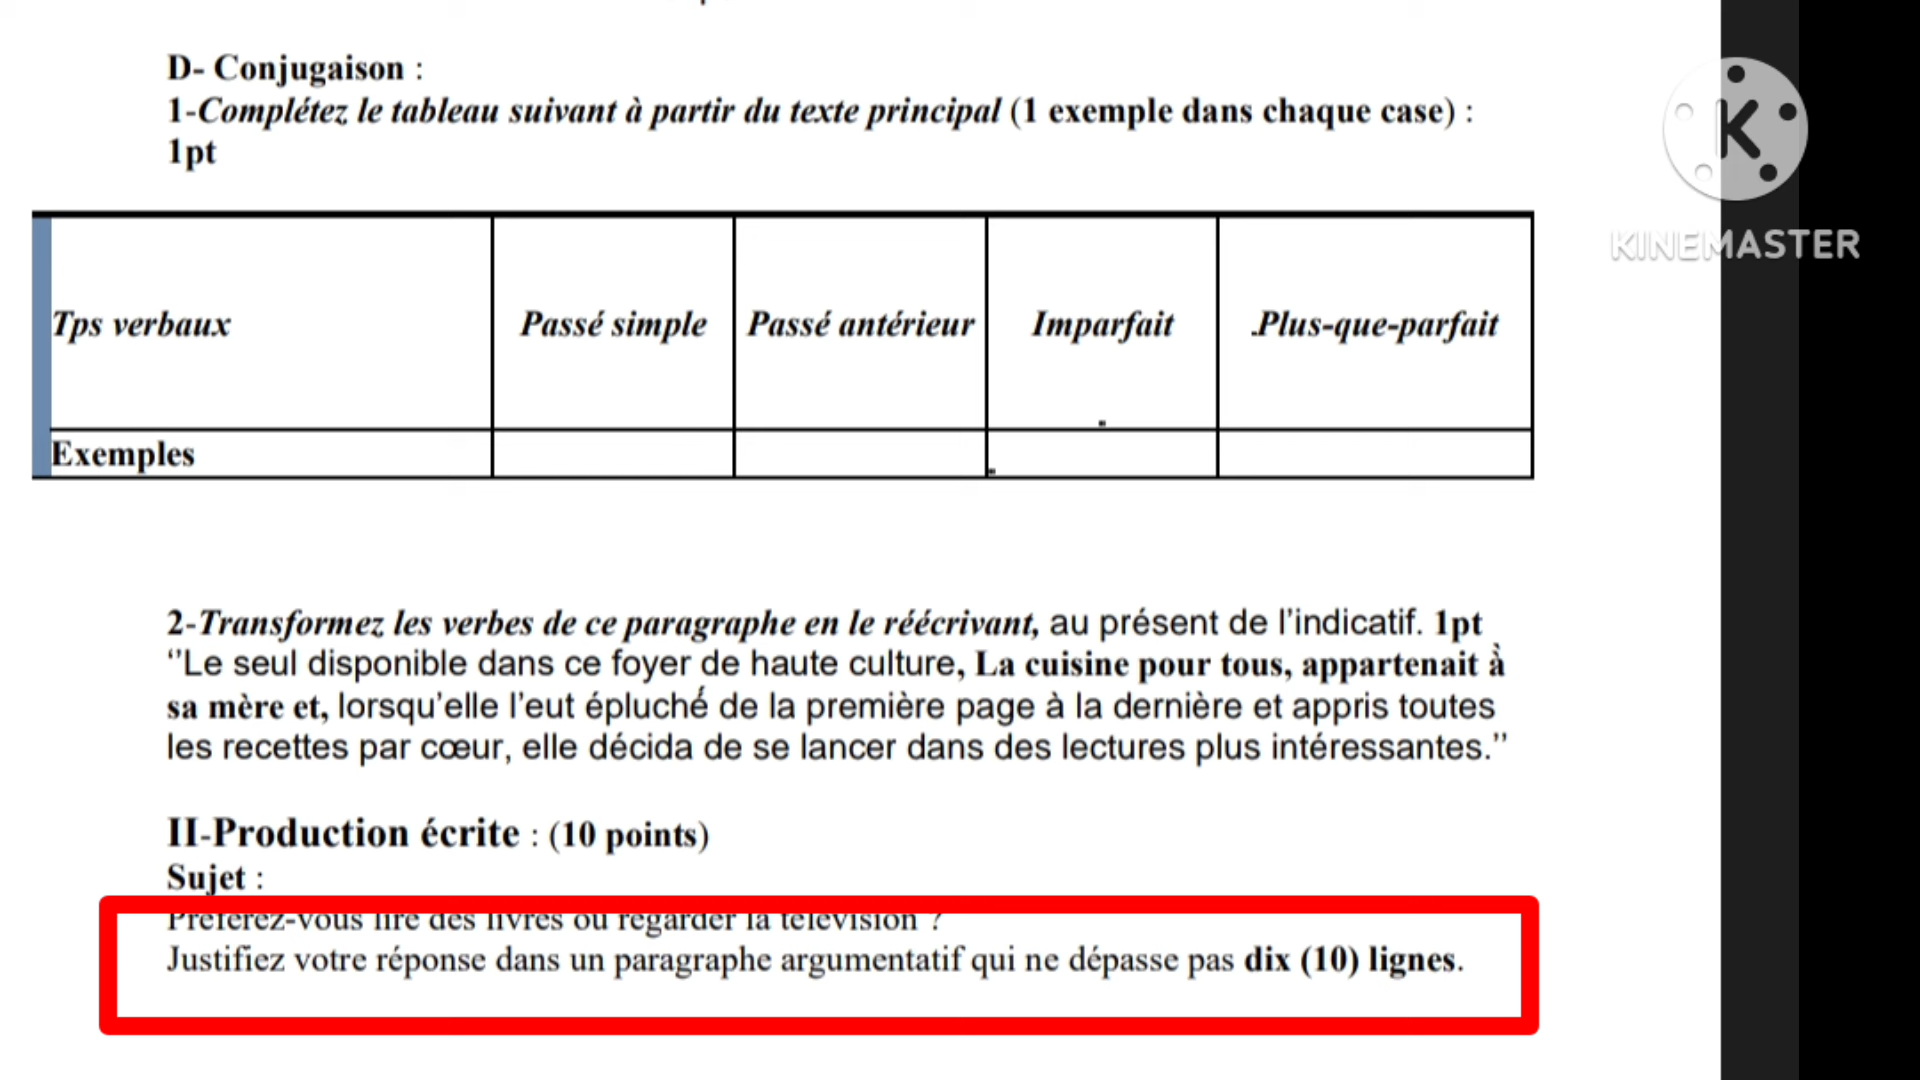 D- Conjugaison :
1-Complétez le tableau suivant à partir du texte principal (1 exemple dans chaque case) :
1pt
K
KINEMASTER
Tps verbaux Passé simple Passé antérieur Imparfait .Plus-que-parfait
Exemples
2-Transformez les verbes de ce paragraphe en le réécrivant, au présent de l’indicatif. 1pt
‘’Le seul disponible dans ce foyer de haute culture, La cuisine pour tous, appartenait à
sa mère et, lorsqu’elle l’eut épluché de la première page à la dernière et appris toutes
les recettes par cœur, elle décida de se lancer dans des lectures plus intéressantes.’’
II-Production écrite : (10 points)
Sujet :
Préférez-vous lire des livres ou regarder la télévision ?
Justifiez votre réponse dans un paragraphe argumentatif qui ne dépasse pas dix (10) lignes.